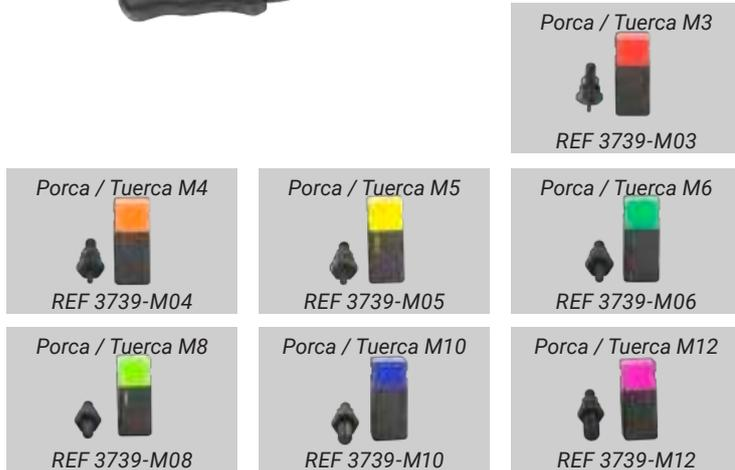 Porca / Tuerca M3
REF 3739-M03
Porca / Tuerca M4
REF 3739-M04
Porca / Tuerca M5
REF 3739-M05
Porca / Tuerca M6
REF 3739-M06
Porca / Tuerca M8
REF 3739-M08
Porca / Tuerca M10
REF 3739-M10
Porca / Tuerca M12
REF 3739-M12